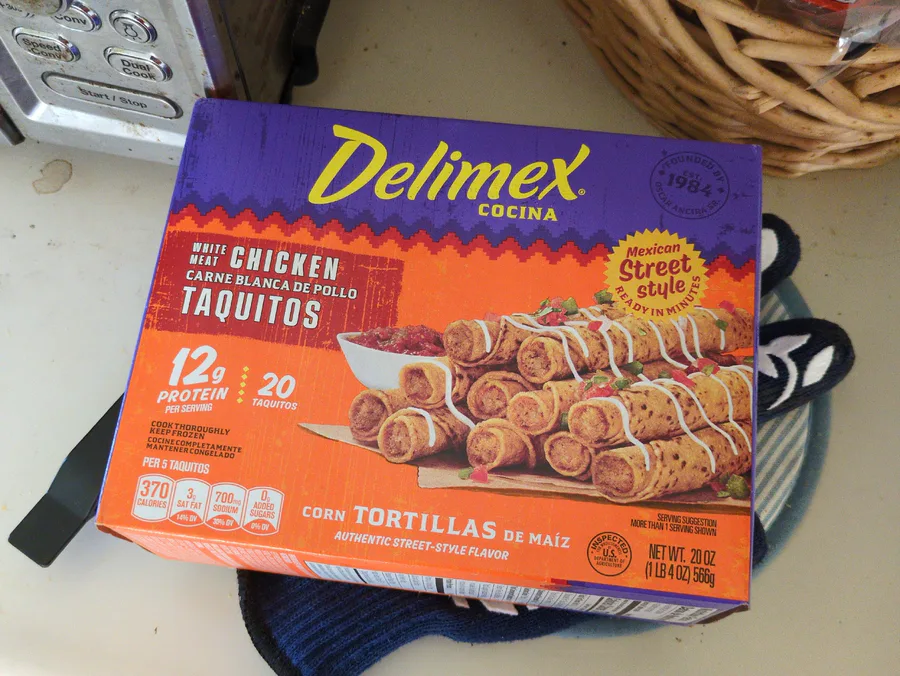 Conv
Speed
Conv
Dual
Cook
Start / Stop
Delimex®
COCINA
FOUNDED BY
EST.
1984
OSCAR ANCIRA, SR.
WHITE
MEAT CHICKEN
CARNE BLANCA DE POLLO
TAQUITOS
Mexican
Street
style
READY IN MINUTES
12g
PROTEIN
PER SERVING
20
TAQUITOS
COOK THOROUGHLY
KEEP FROZEN
COCINE COMPLETAMENTE
MANTENER CONGELADO
PER 5 TAQUITOS
370
CALORIES
3g
SAT FAT
14% DV
700mg
SODIUM
30% DV
0g
ADDED
SUGARS
0% DV
CORN TORTILLAS DE MAÍZ
AUTHENTIC STREET-STYLE FLAVOR
SERVING SUGGESTION
MORE THAN 1 SERVING SHOWN
INSPECTED
U.S.
DEPARTMENT OF
AGRICULTURE
NET WT. 20 OZ
(1 LB 4 OZ) 566g